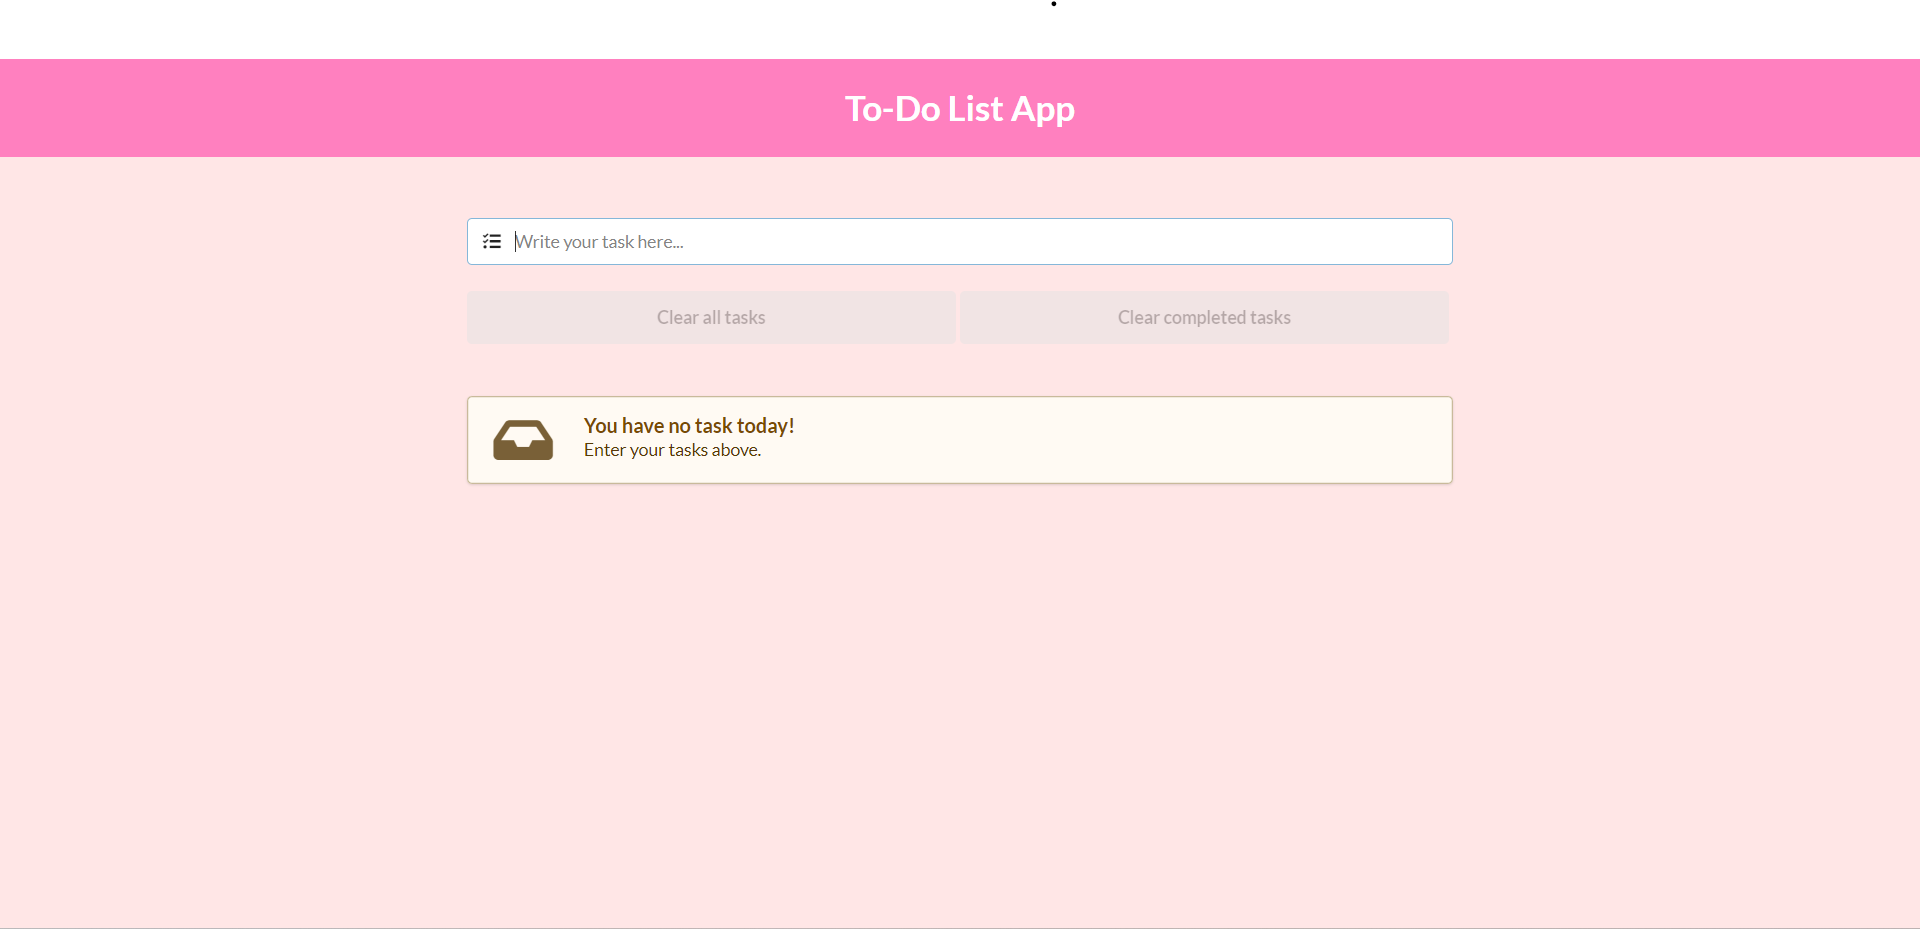 To-Do List App
Write your task here...
Clear all tasks
Clear completed tasks
You have no task today!
Enter your tasks above.